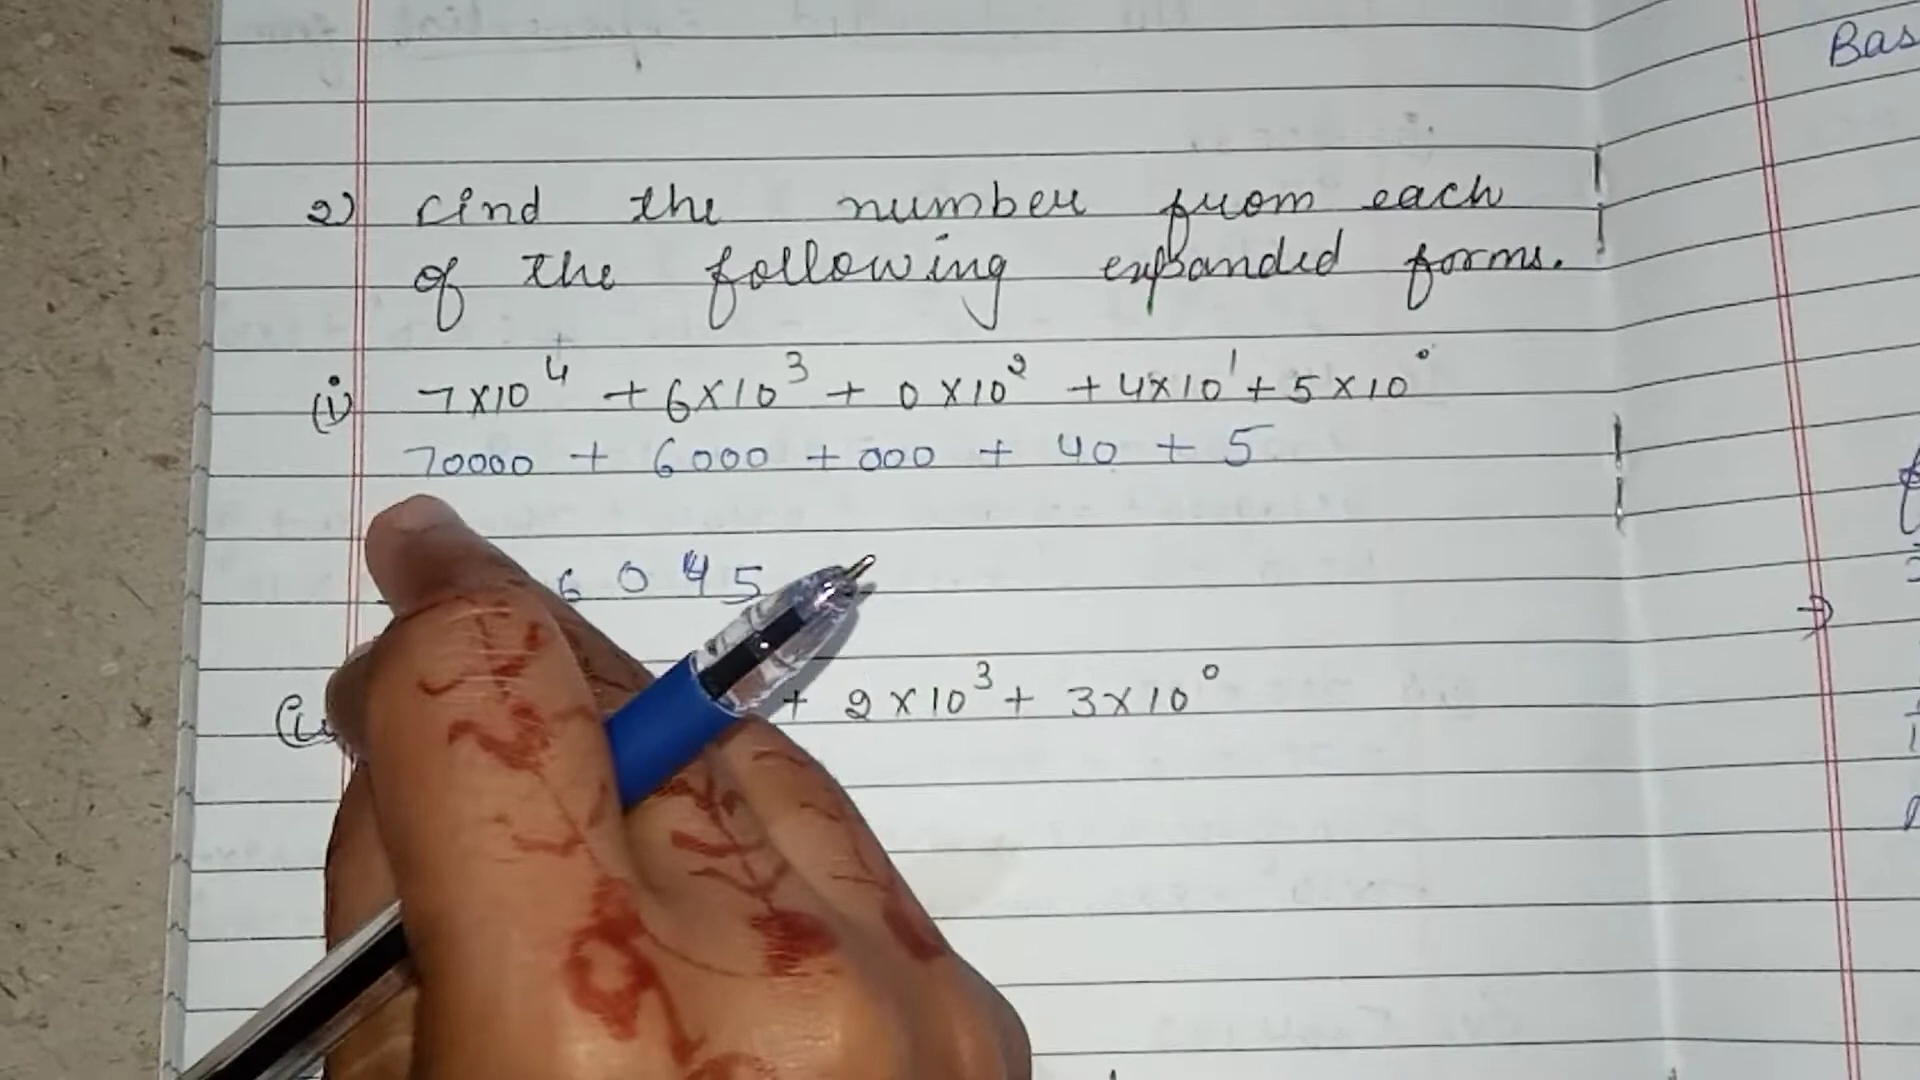 Bas
2) find the number from each
of the following expanded forms.
(i) 7×10⁴ + 6×10³ + 0×10² + 4×10¹ + 5×10⁰
70000 + 6000 + 000 + 40 + 5
6 0 4 5
+ 2×10³ + 3×10⁰